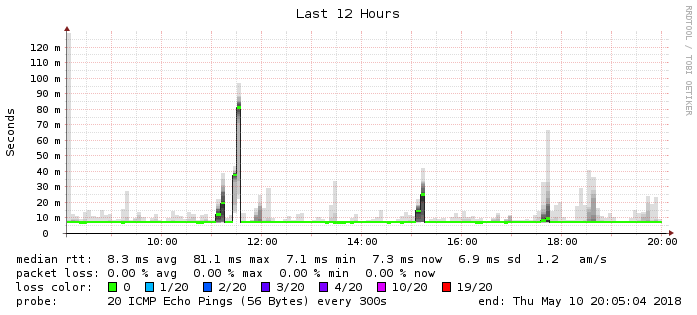 Last 12 Hours
RRDTOOL / TOBI OETIKER
Seconds
120 m
110 m
100 m
90 m
80 m
70 m
60 m
50 m
40 m
30 m
20 m
10 m
0
10:00 12:00 14:00 16:00 18:00 20:00
median rtt: 8.3 ms avg 81.1 ms max 7.1 ms min 7.3 ms now 6.9 ms sd 1.2 am/s
packet loss: 0.00 % avg 0.00 % max 0.00 % min 0.00 % now
loss color: 0 1/20 2/20 3/20 4/20 10/20 19/20
probe: 20 ICMP Echo Pings (56 Bytes) every 300s end: Thu May 10 20:05:04 2018